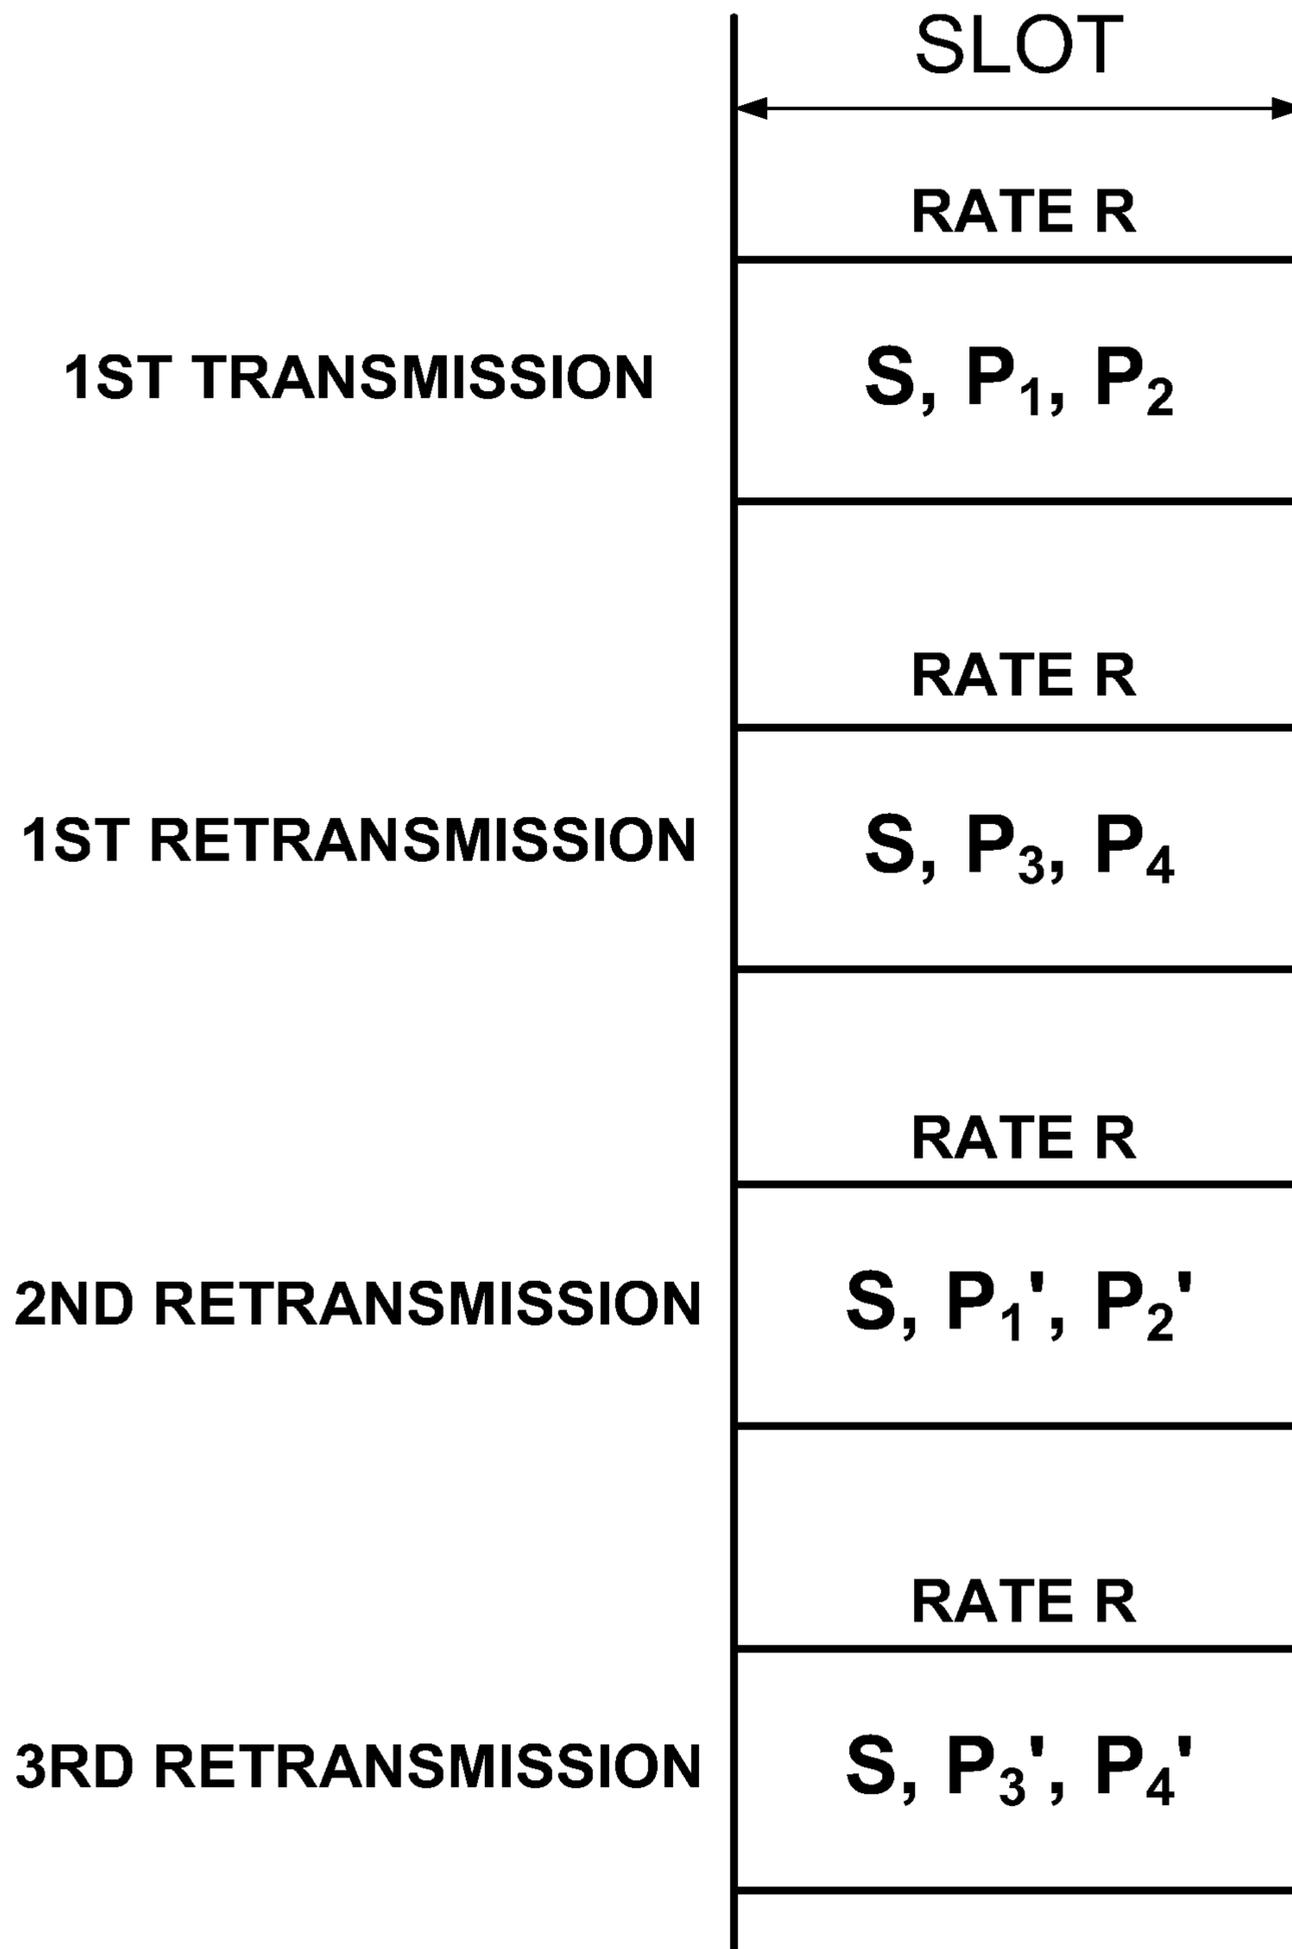 SLOT
RATE R
1ST TRANSMISSION
S, P₁, P₂
RATE R
1ST RETRANSMISSION
S, P₃, P₄
RATE R
2ND RETRANSMISSION
S, P₁', P₂'
RATE R
3RD RETRANSMISSION
S, P₃', P₄'